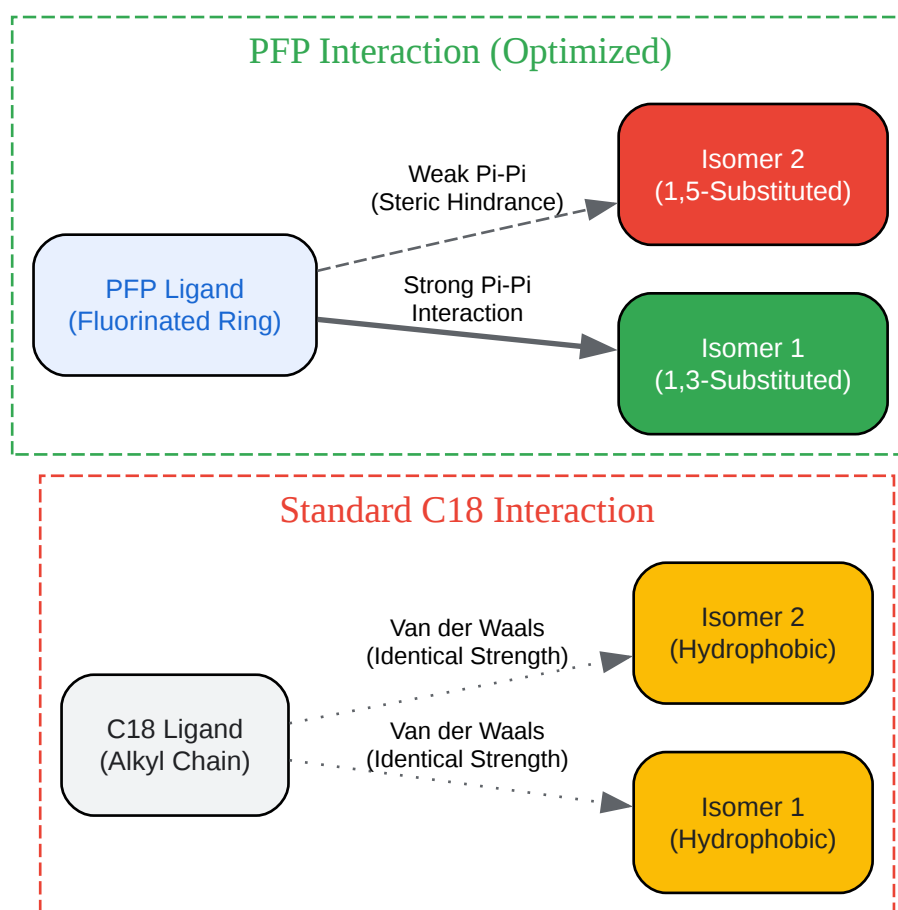 PFP Interaction (Optimized)
Isomer 2
(1,5-Substituted)
Weak Pi-Pi
(Steric Hindrance)
PFP Ligand
(Fluorinated Ring)
Strong Pi-Pi
Interaction
Isomer 1
(1,3-Substituted)
Standard C18 Interaction
Isomer 2
(Hydrophobic)
Van der Waals
(Identical Strength)
C18 Ligand
(Alkyl Chain)
Van der Waals
(Identical Strength)
Isomer 1
(Hydrophobic)